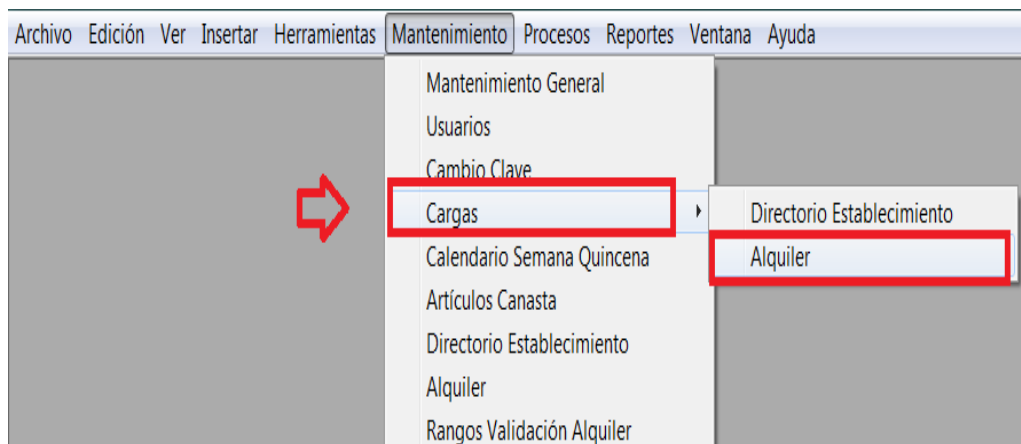 Archivo Edición Ver Insertar Herramientas Mantenimiento Procesos Reportes Ventana Ayuda
Mantenimiento General
Usuarios
Cambio Clave
Cargas
Directorio Establecimiento
Alquiler
Calendario Semana Quincena
Artículos Canasta
Directorio Establecimiento
Alquiler
Rangos Validación Alquiler